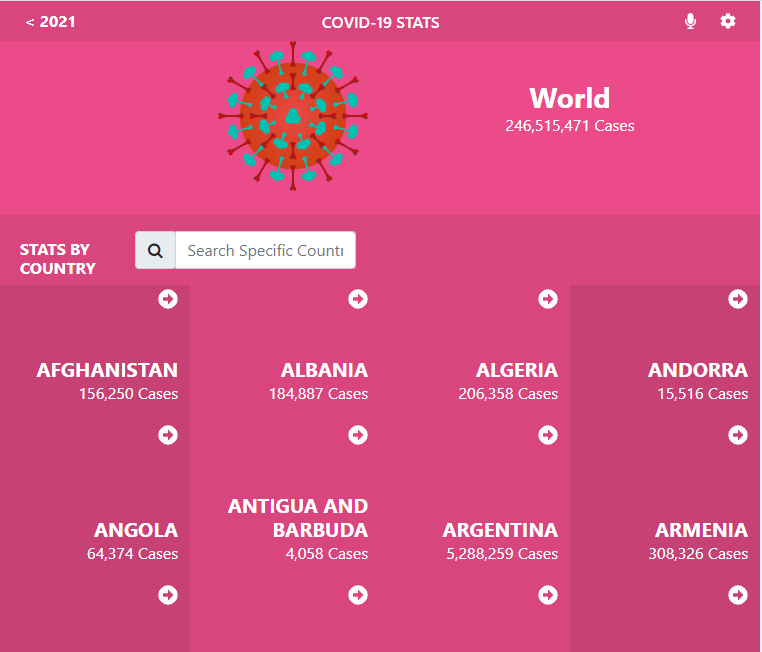 < 2021
COVID-19 STATS
World
246,515,471 Cases
STATS BY
COUNTRY
Search Specific Countr
AFGHANISTAN
156,250 Cases
ALBANIA
184,887 Cases
ALGERIA
206,358 Cases
ANDORRA
15,516 Cases
ANGOLA
64,374 Cases
ANTIGUA AND
BARBUDA
4,058 Cases
ARGENTINA
5,288,259 Cases
ARMENIA
308,326 Cases